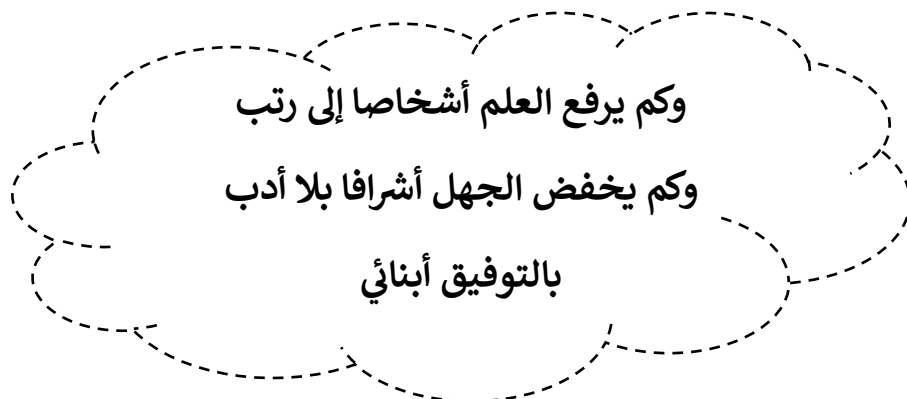 وكم يرفع العلم أشخاصا إلى رتب
وكم يخفض الجهل أشرافا بلا أدب
بالتوفيق أبنائي